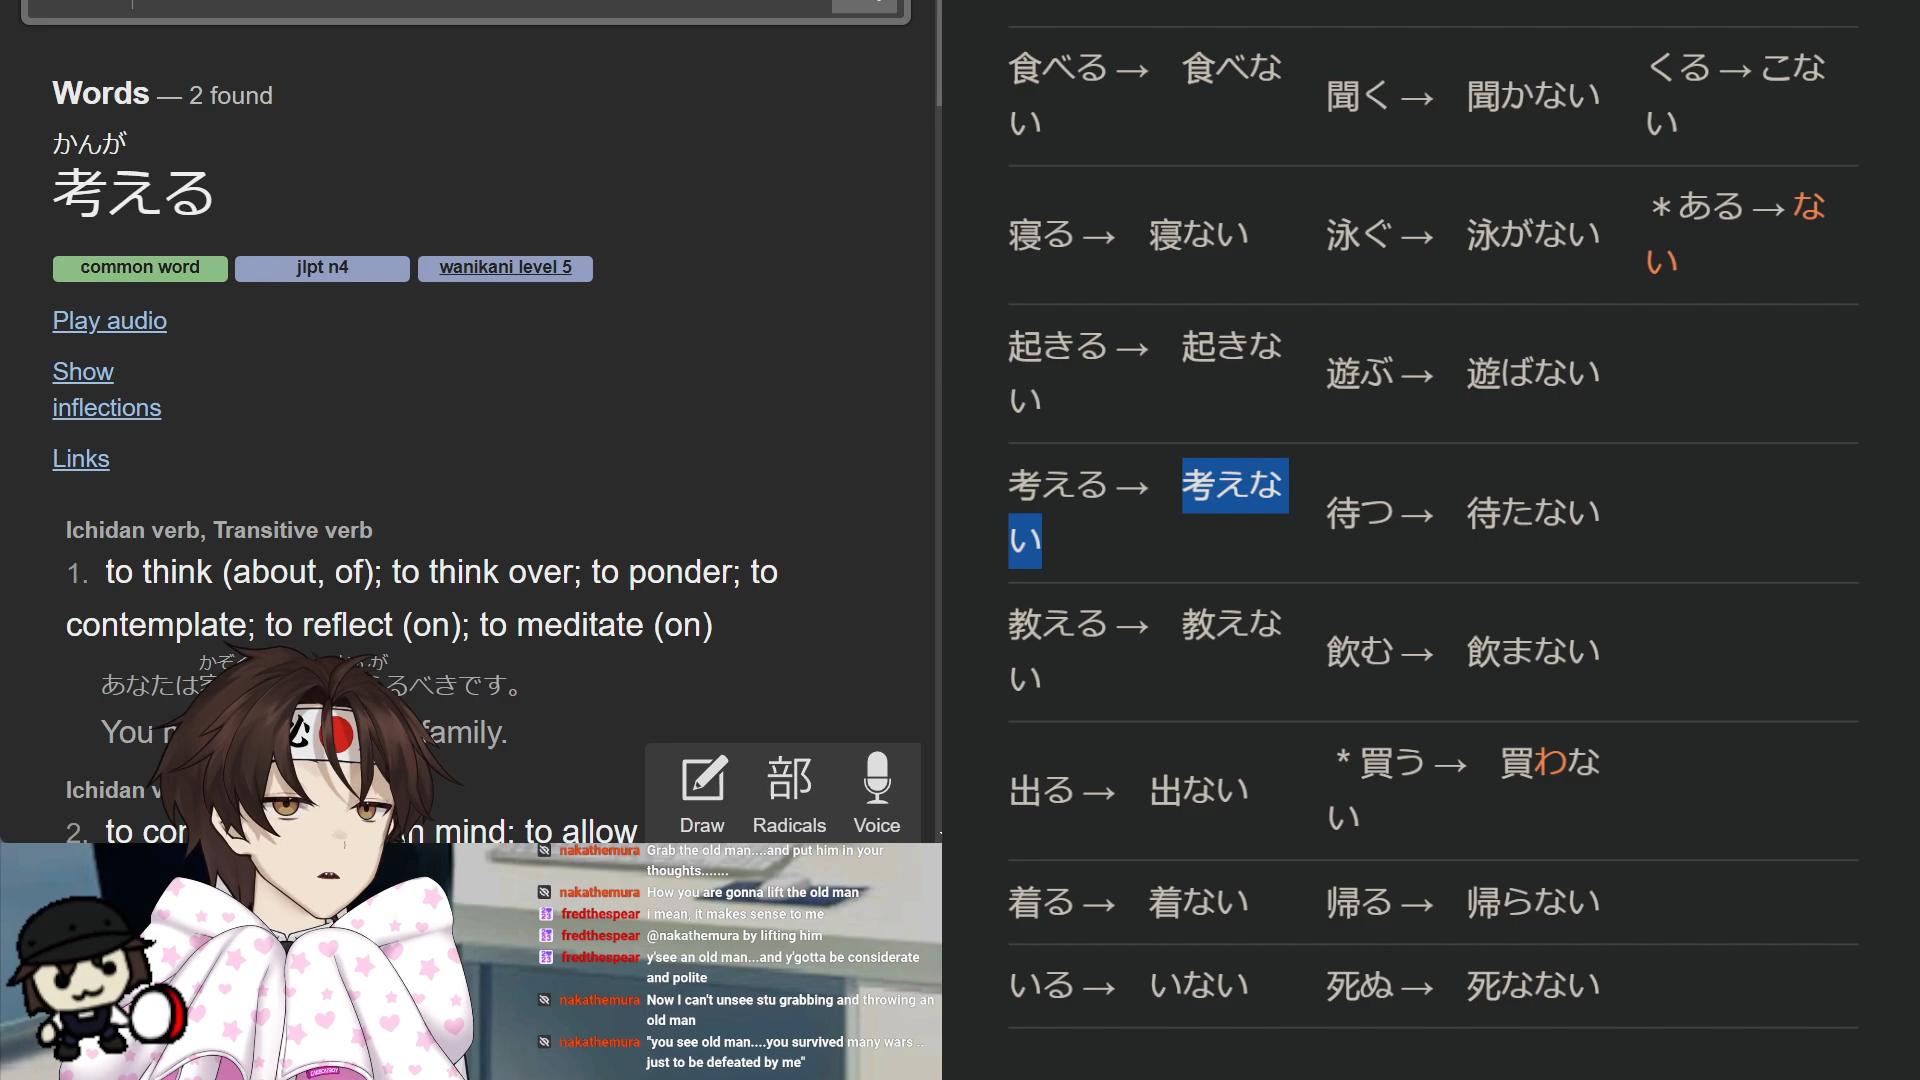 Words — 2 found
かんが
考える
common word
jlpt n4
wanikani level 5
Play audio
Show
inflections
Links
Ichidan verb, Transitive verb
1. to think (about, of); to think over; to ponder; to
contemplate; to reflect (on); to meditate (on)
あなたは
るべきです。
You
family.
Ichidan
2. to
mind; to allow
Draw
Radicals
Voice
nakathemura Grab the old man....and put him in your
thoughts.......
nakathemura How you are gonna lift the old man
fredthespear i mean, it makes sense to me
fredthespear @nakathemura by lifting him
fredthespear y'see an old man...and y'gotta be considerate
and polite
nakathemura Now I can't unsee stu grabbing and throwing an
old man
nakathemura "you see old man....you survived many wars ..
just to be defeated by me"
食べる→ 食べな
い
聞く→ 聞かない
くる→こな
い
寝る→ 寝ない
泳ぐ→ 泳がない
*ある→な
い
起きる→ 起きな
い
遊ぶ→ 遊ばない
考える→ 考えな
い
待つ→ 待たない
教える→ 教えな
い
飲む→ 飲まない
出る→ 出ない
*買う→ 買わな
い
着る→ 着ない
帰る→ 帰らない
いる→ いない
死ぬ→ 死なない